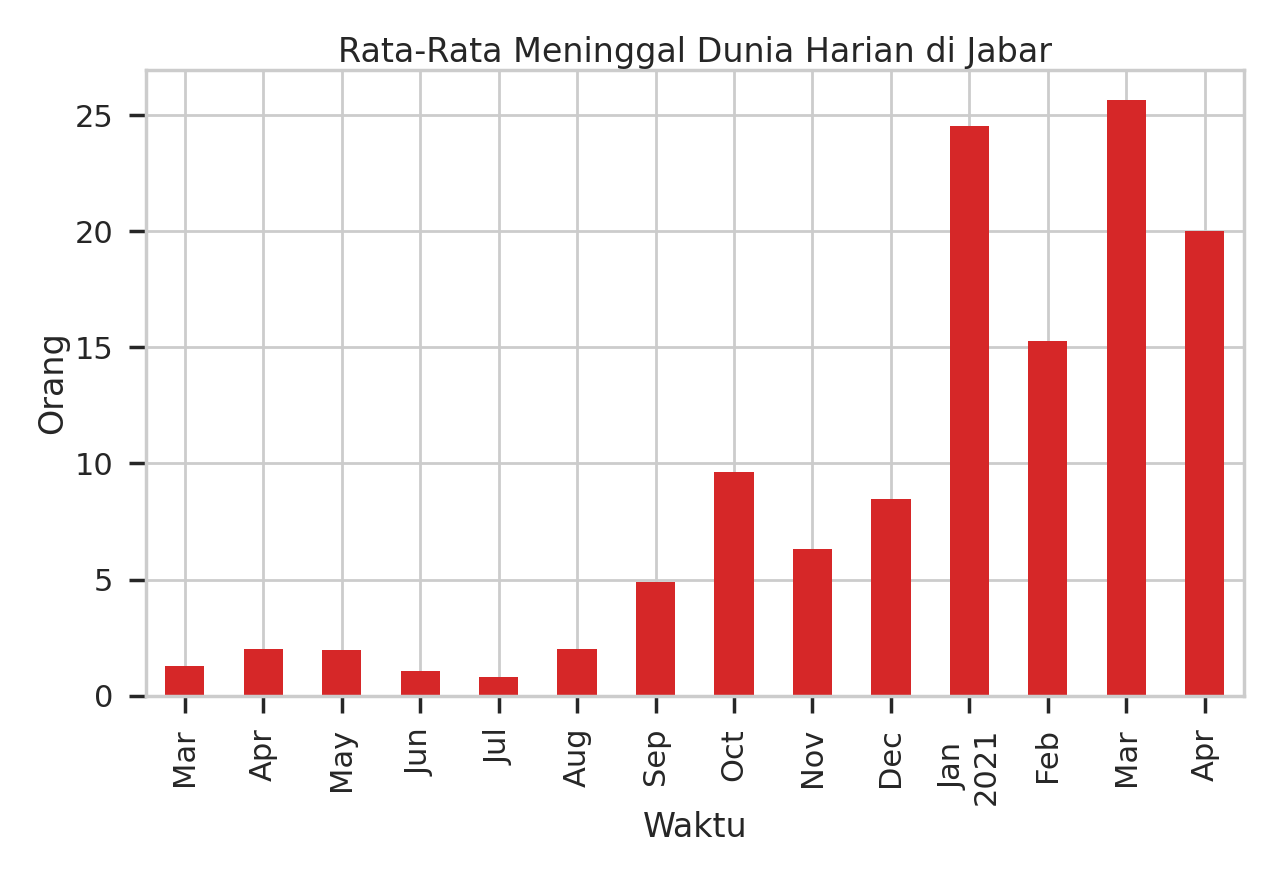 Rata-Rata Meninggal Dunia Harian di Jabar
Orang
25
20
15
10
5
0
Mar
Apr
May
Jun
Jul
Aug
Sep
Oct
Nov
Dec
Jan
2021
Feb
Mar
Apr
Waktu